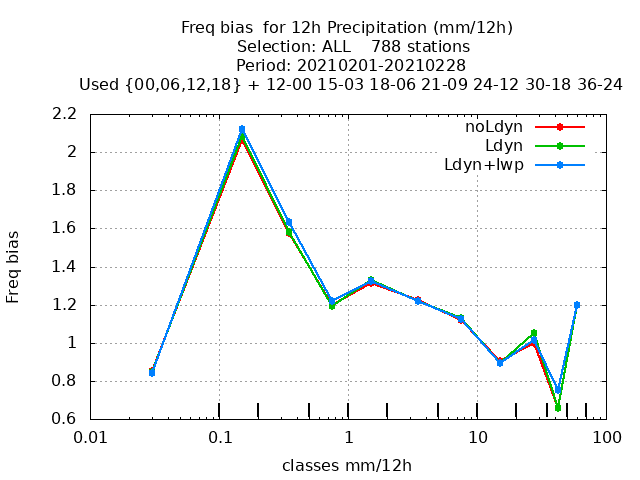 Freq bias  for 12h Precipitation (mm/12h)
Selection: ALL    788 stations
Period: 20210201-20210228
Used {00,06,12,18} + 12-00 15-03 18-06 21-09 24-12 30-18 36-24
noLdyn
Ldyn
Ldyn+lwp
2.2
2
1.8
1.6
1.4
1.2
1
0.8
0.6
Freq bias
0.01 0.1 1 10 100
classes mm/12h